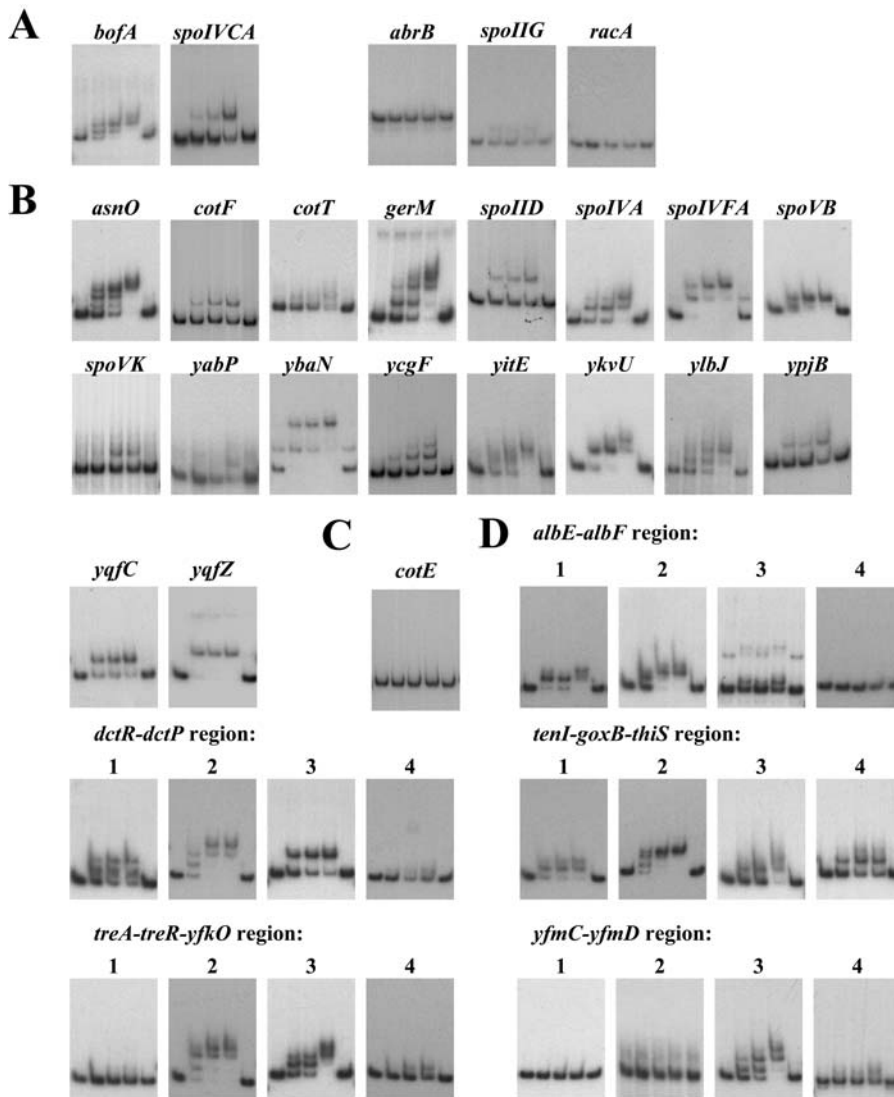 A
bofA spoIVCA abrB spoIIG racA
B
asnO cotF cotT gerM spoIID spoIVA spoIVFA spoVB
spoVK yabP ybaN ycgF yitE ykvU ylbJ ypjB
C D albE-albF region:
yqfC yqfZ cotE 1 2 3 4
dctR-dctP region: tenI-goxB-thiS region:
1 2 3 4 1 2 3 4
treA-treR-yfkO region: yfmC-yfmD region:
1 2 3 4 1 2 3 4